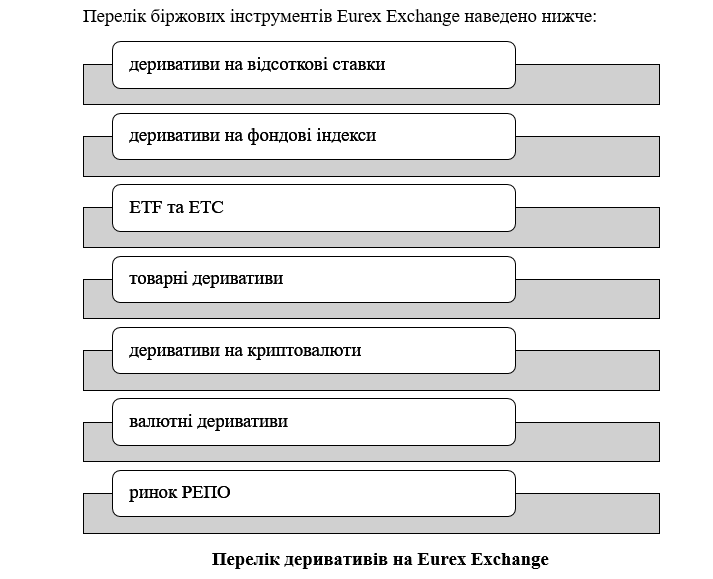 Перелік біржових інструментів Eurex Exchange наведено нижче:
деривативи на відсоткові ставки
деривативи на фондові індекси
ETF та ETC
товарні деривативи
деривативи на криптовалюти
валютні деривативи
ринок РЕПО
Перелік деривативів на Eurex Exchange